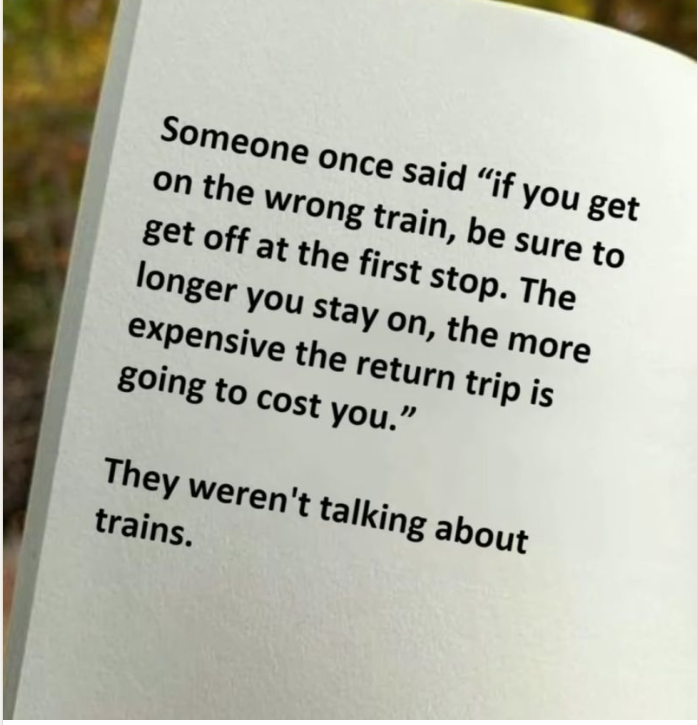 Someone once said “if you get
on the wrong train, be sure to
get off at the first stop. The
longer you stay on, the more
expensive the return trip is
going to cost you.”
They weren't talking about
trains.